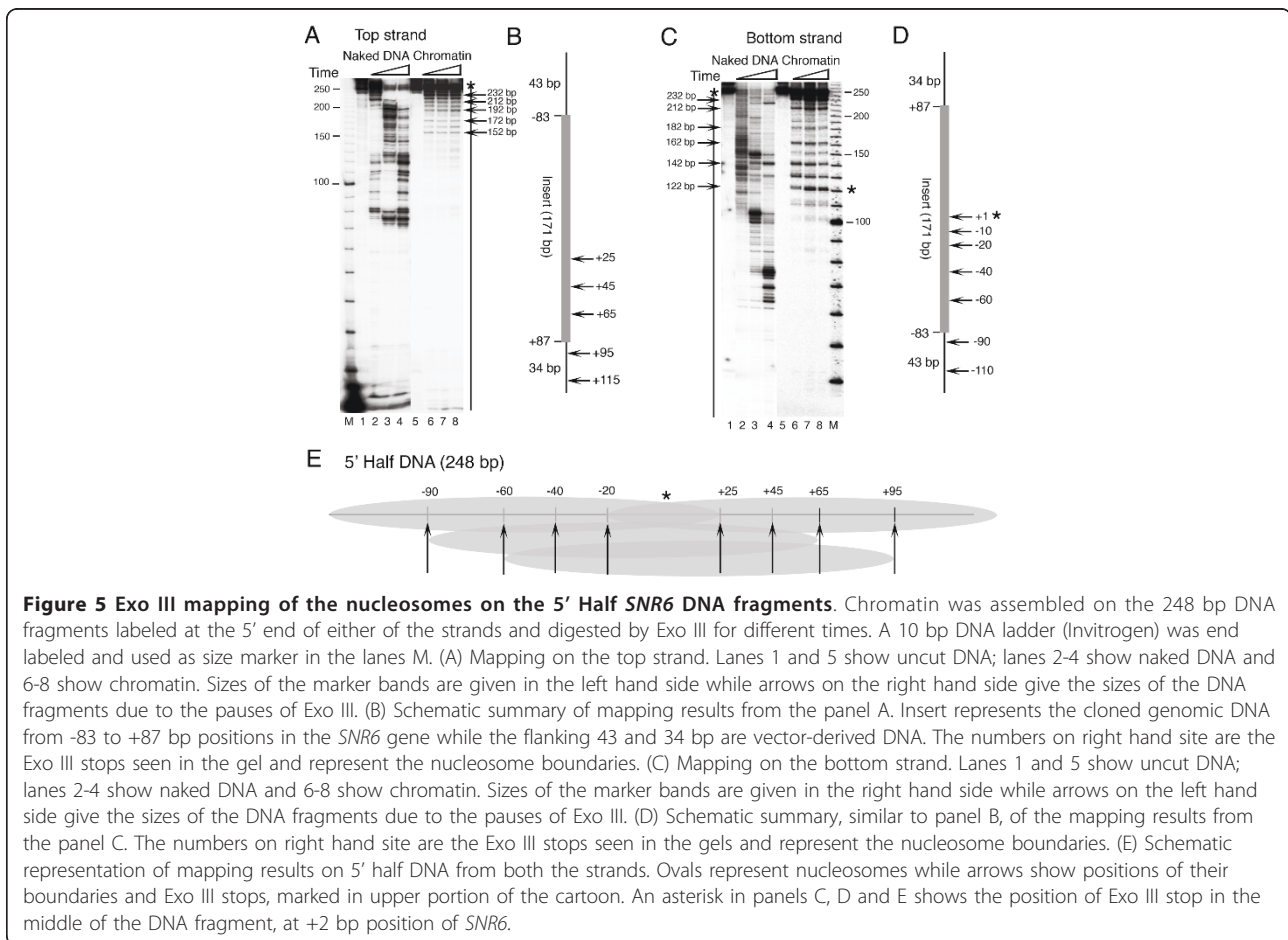 A
Top strand
Naked DNA Chromatin
Time
250
200
150
100
*
232 bp
212 bp
192 bp
172 bp
152 bp
M 1 2 3 4 5 6 7 8
B
43 bp
-83
Insert (171 bp)
+25
+45
+65
+87
+95
34 bp
+115
C
Bottom strand
Naked DNA Chromatin
Time
*
232 bp
212 bp
182 bp
162 bp
142 bp
122 bp
250
200
150
*
100
1 2 3 4 5 6 7 8 M
D
34 bp
+87
Insert (171 bp)
+1 *
-10
-20
-40
-60
-83
-90
43 bp
-110
E 5' Half DNA (248 bp)
-90 -60 -40 -20 * +25 +45 +65 +95
Figure 5 Exo III mapping of the nucleosomes on the 5' Half SNR6 DNA fragments. Chromatin was assembled on the 248 bp DNA
fragments labeled at the 5' end of either of the strands and digested by Exo III for different times. A 10 bp DNA ladder (Invitrogen) was end
labeled and used as size marker in the lanes M. (A) Mapping on the top strand. Lanes 1 and 5 show uncut DNA; lanes 2-4 show naked DNA and
6-8 show chromatin. Sizes of the marker bands are given in the left hand side while arrows on the right hand side give the sizes of the DNA
fragments due to the pauses of Exo III. (B) Schematic summary of mapping results from the panel A. Insert represents the cloned genomic DNA
from -83 to +87 bp positions in the SNR6 gene while the flanking 43 and 34 bp are vector-derived DNA. The numbers on right hand site are the
Exo III stops seen in the gel and represent the nucleosome boundaries. (C) Mapping on the bottom strand. Lanes 1 and 5 show uncut DNA;
lanes 2-4 show naked DNA and 6-8 show chromatin. Sizes of the marker bands are given in the right hand side while arrows on the left hand
side give the sizes of the DNA fragments due to the pauses of Exo III. (D) Schematic summary, similar to panel B, of the mapping results from
the panel C. The numbers on right hand site are the Exo III stops seen in the gels and represent the nucleosome boundaries. (E) Schematic
representation of mapping results on 5' half DNA from both the strands. Ovals represent nucleosomes while arrows show positions of their
boundaries and Exo III stops, marked in upper portion of the cartoon. An asterisk in panels C, D and E shows the position of Exo III stop in the
middle of the DNA fragment, at +2 bp position of SNR6.